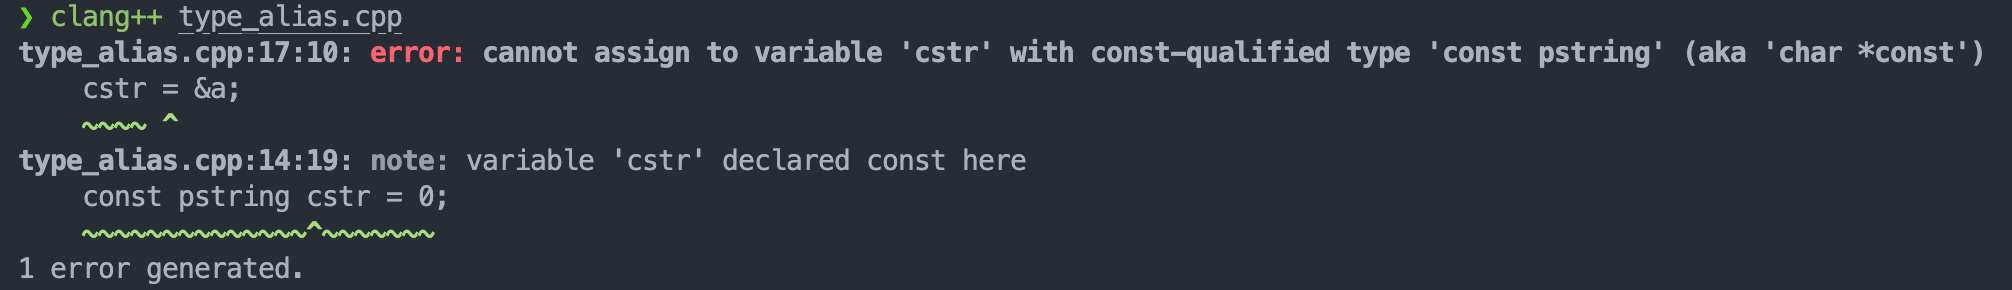 ❯ clang++ type_alias.cpp
type_alias.cpp:17:10: error: cannot assign to variable 'cstr' with const-qualified type 'const pstring' (aka 'char *const')
    cstr = &a;
    ~~~~ ^
type_alias.cpp:14:19: note: variable 'cstr' declared const here
    const pstring cstr = 0;
    ~~~~~~~~~~~~~~^~~~~~~~
1 error generated.